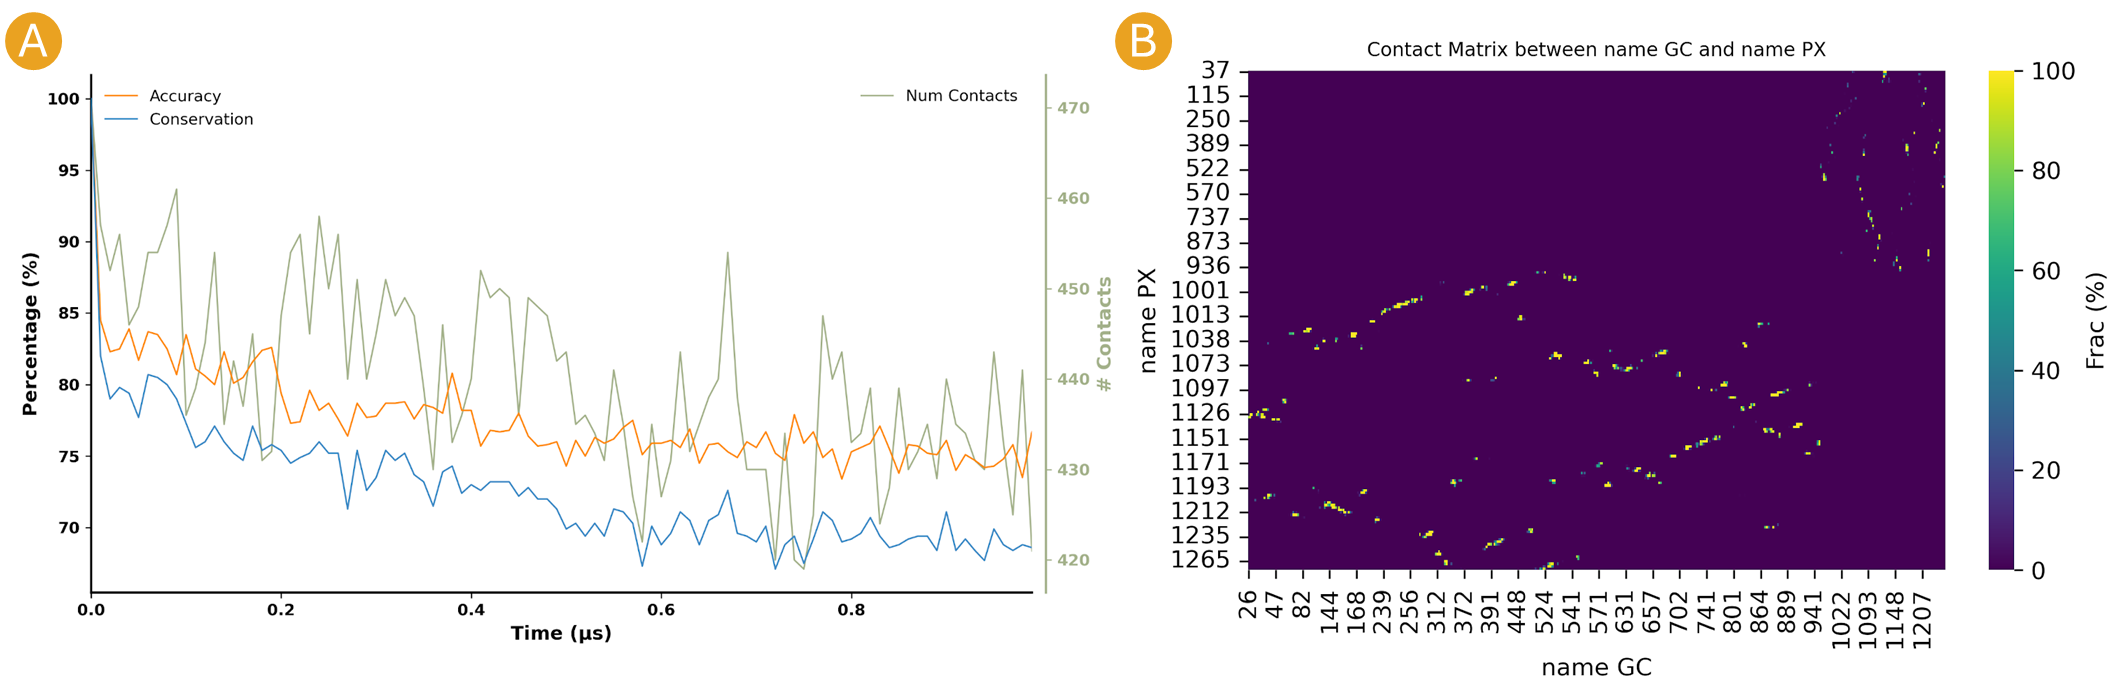 A
Accuracy
Conservation
Num Contacts
100
95
90
85
80
75
70
Percentage (%)
470
460
450
440
430
420
# Contacts
0.0 0.2 0.4 0.6 0.8
Time (µs)
B
Contact Matrix between name GC and name PX
37
115
250
389
522
570
737
873
936
1001
1013
1038
1073
1097
1126
1151
1171
1193
1212
1235
1265
name PX
26 47 82 144 168 239 256 312 372 391 448 524 541 571 631 657 702 741 801 864 889 941 1022 1093 1148 1207
name GC
100
80
60
40
20
0
Frac (%)